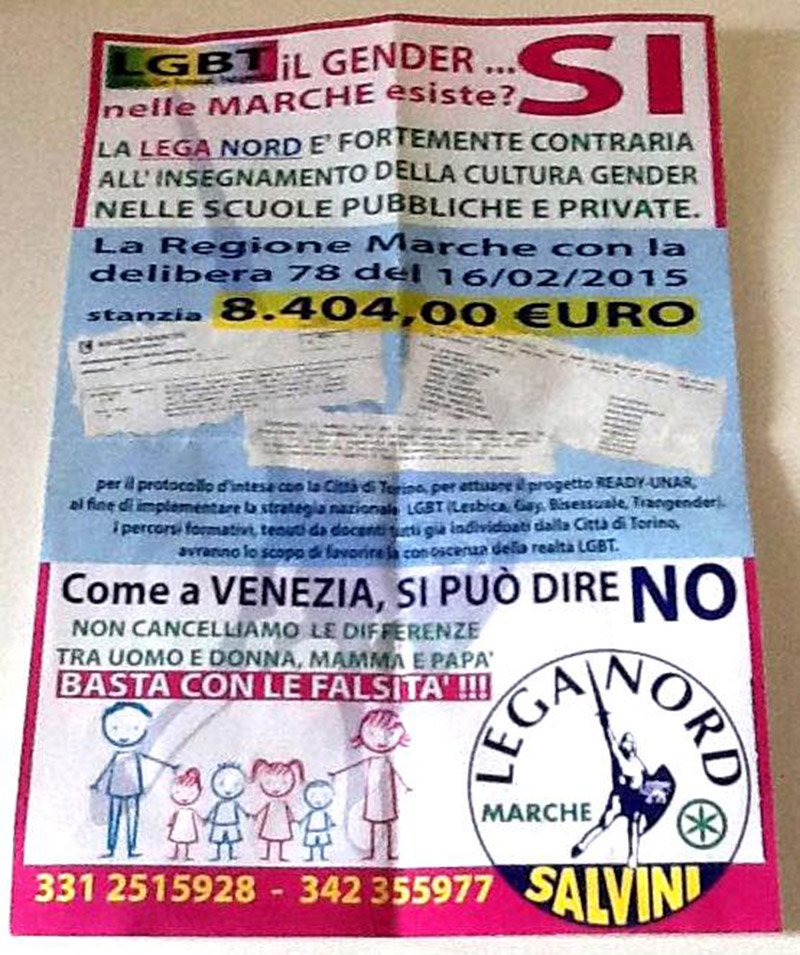 LGBT iL GENDER ... SI
nelle MARCHE esiste?
LA LEGA NORD E' FORTEMENTE CONTRARIA
ALL'INSEGNAMENTO DELLA CULTURA GENDER
NELLE SCUOLE PUBBLICHE E PRIVATE.
La Regione Marche con la
delibera 78 del 16/02/2015
stanzia 8.404,00 €URO
per il protocollo d'intesa con la Città di Torino, per attuare il progetto READY-UNAR,
al fine di implementare la strategia nazionale LGBT (Lesbica, Gay, Bisessuale, Trangender).
I percorsi formativi, tenuti da docenti tutti già individuati dalla Città di Torino,
avranno lo scopo di favorire la conoscenza della realtà LGBT.
Come a VENEZIA, SI PUÒ DIRE NO
NON CANCELLIAMO LE DIFFERENZE
TRA UOMO E DONNA, MAMMA E PAPA'
BASTA CON LE FALSITA' !!!
LEGA NORD
MARCHE
SALVINI
331 2515928 - 342 355977